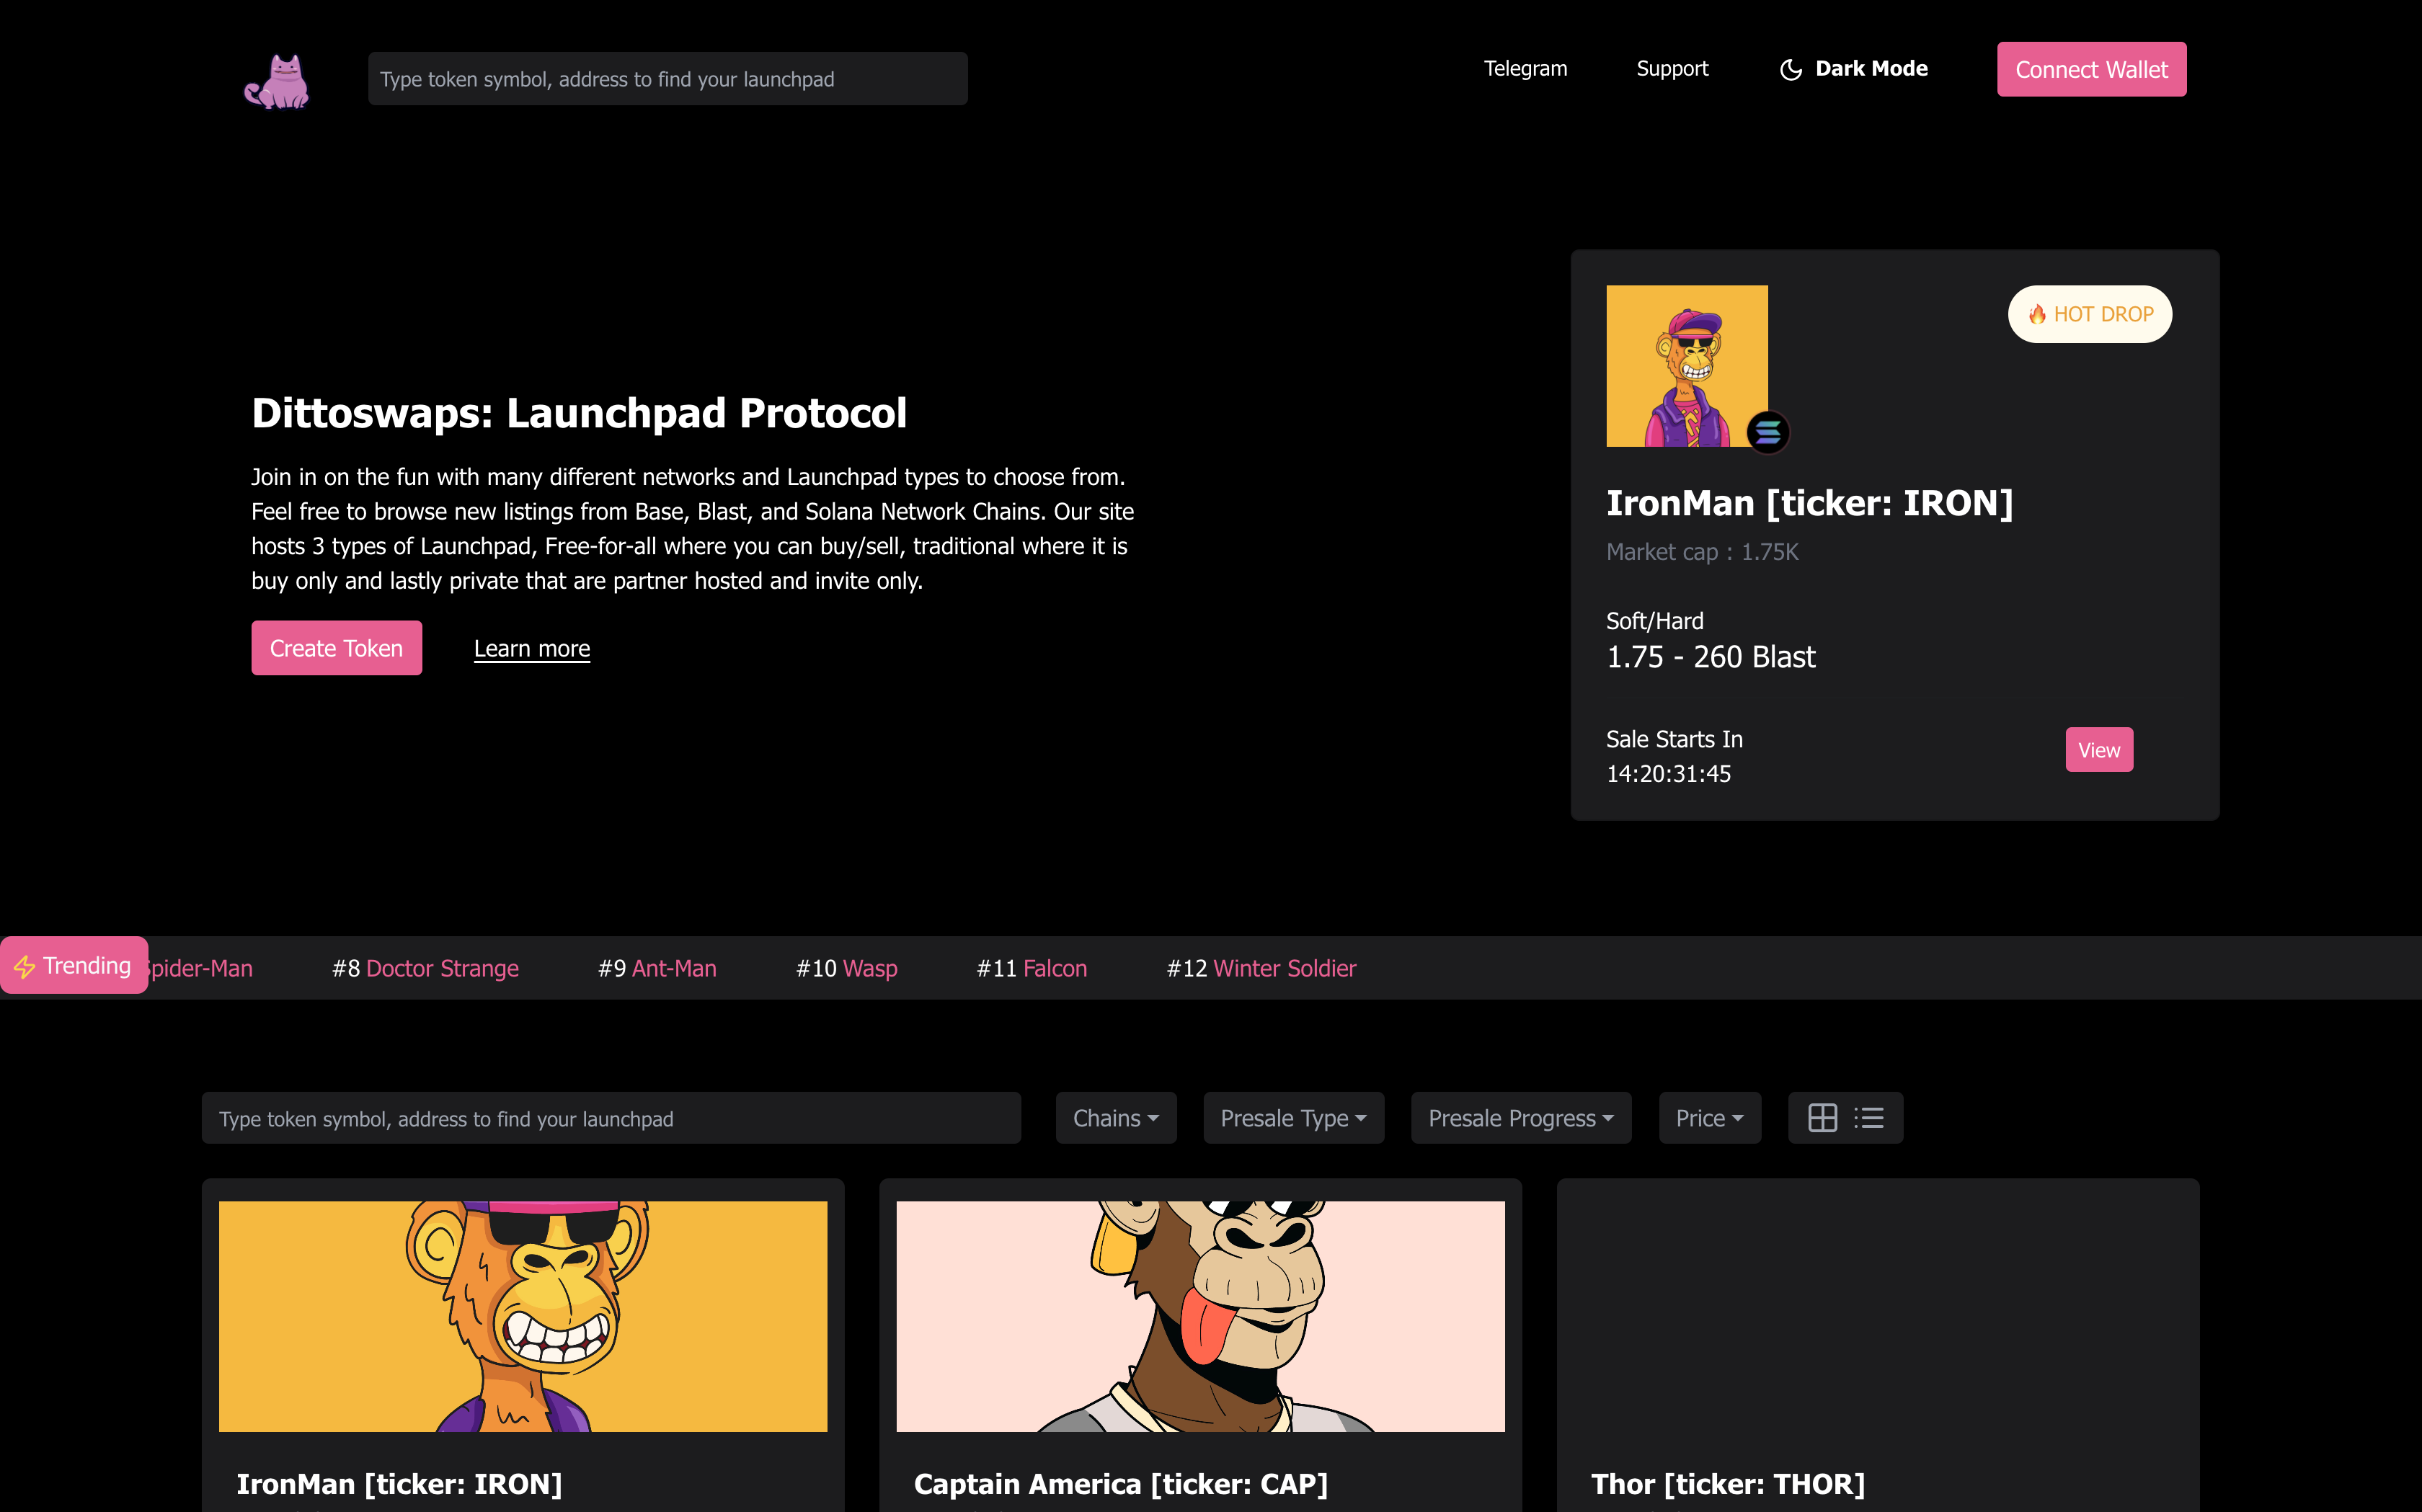 Type token symbol, address to find your launchpad
Telegram
Support
Dark Mode
Connect Wallet
Dittoswaps: Launchpad Protocol
Join in on the fun with many different networks and Launchpad types to choose from.
Feel free to browse new listings from Base, Blast, and Solana Network Chains. Our site
hosts 3 types of Launchpad, Free-for-all where you can buy/sell, traditional where it is
buy only and lastly private that are partner hosted and invite only.
Create Token
Learn more
HOT DROP
IronMan [ticker: IRON]
Market cap : 1.75K
Soft/Hard
1.75 - 260 Blast
Sale Starts In
14:20:31:45
View
Trending
Spider-Man
#8 Doctor Strange
#9 Ant-Man
#10 Wasp
#11 Falcon
#12 Winter Soldier
Type token symbol, address to find your launchpad
Chains
Presale Type
Presale Progress
Price
IronMan [ticker: IRON]
Captain America [ticker: CAP]
Thor [ticker: THOR]